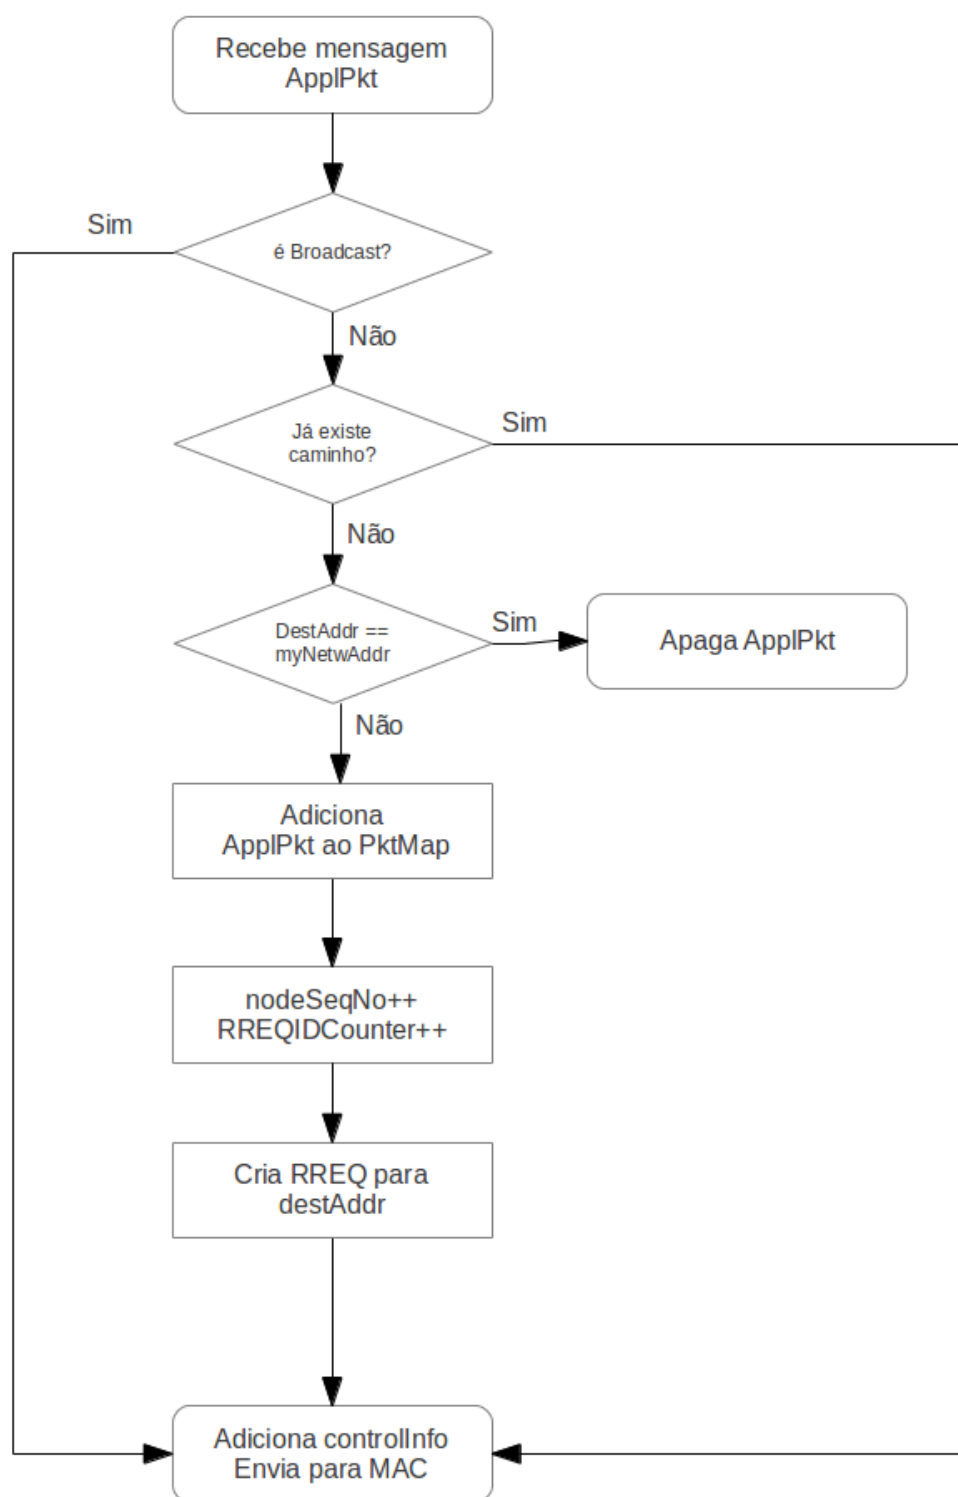 Recebe mensagem
ApplPkt
Sim
é Broadcast?
Não
Já existe
caminho?
Sim
Não
DestAddr ==
myNetwAddr
Sim
Apaga ApplPkt
Não
Adiciona
ApplPkt ao PktMap
nodeSeqNo++
RREQIDCounter++
Cria RREQ para
destAddr
Adiciona controlInfo
Envia para MAC